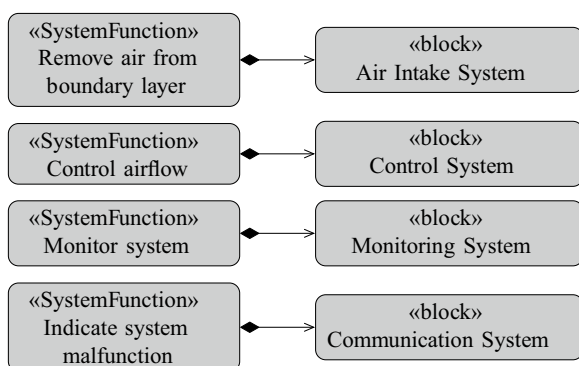 «SystemFunction»
Remove air from
boundary layer
«block»
Air Intake System
«SystemFunction»
Control airflow
«block»
Control System
«SystemFunction»
Monitor system
«block»
Monitoring System
«SystemFunction»
Indicate system
malfunction
«block»
Communication System